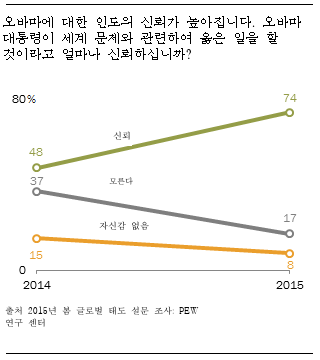 오바마에 대한 인도의 신뢰가 높아집니다. 오바마
대통령이 세계 문제와 관련하여 옳은 일을 할
것이라고 얼마나 신뢰하십니까?
80%
74
신뢰
48
37
모른다
17
자신감 없음
15
8
0
2014
2015
출처 2015년 봄 글로벌 태도 설문 조사: PEW
연구 센터